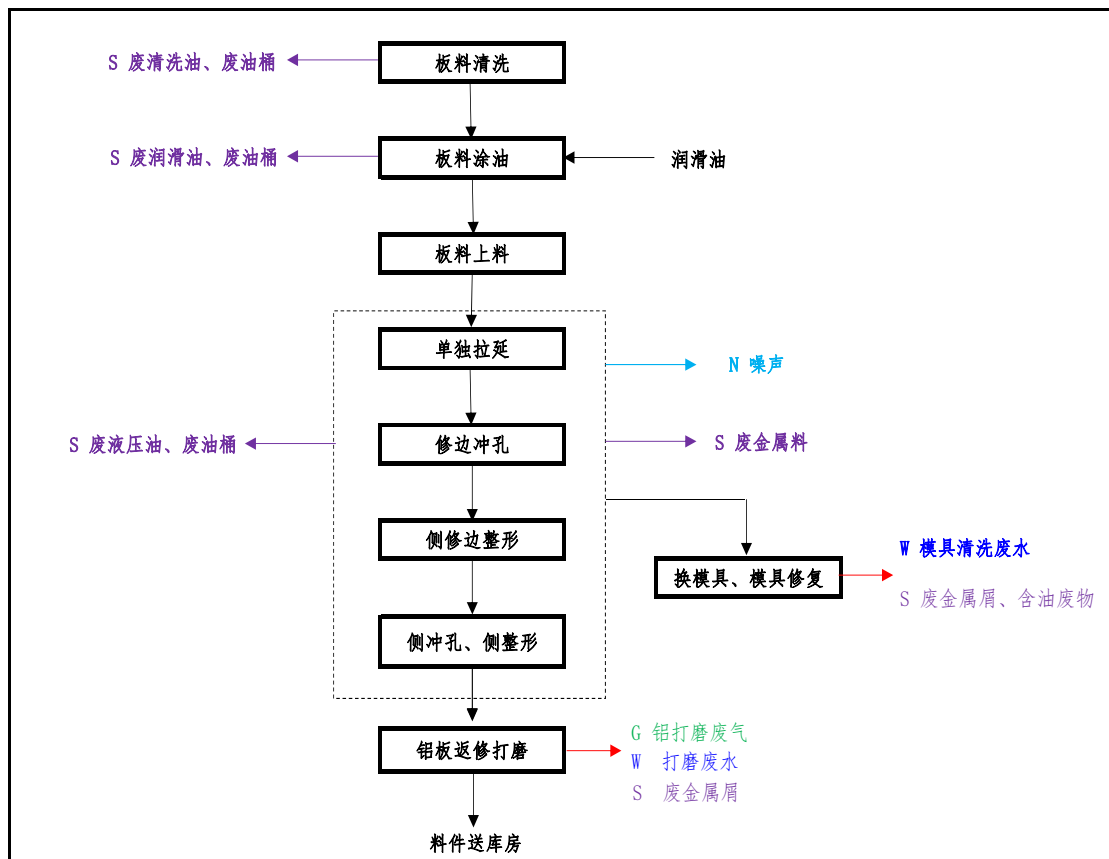 S 废清洗油、废油桶
板料清洗
S 废润滑油、废油桶
板料涂油
润滑油
板料上料
单独拉延
N 噪声
S 废液压油、废油桶
修边冲孔
S 废金属料
侧修边整形
换模具、模具修复
W 模具清洗废水
S 废金属屑、含油废物
侧冲孔、侧整形
铝板返修打磨
G 铝打磨废气
W 打磨废水
S 废金属屑
料件送库房